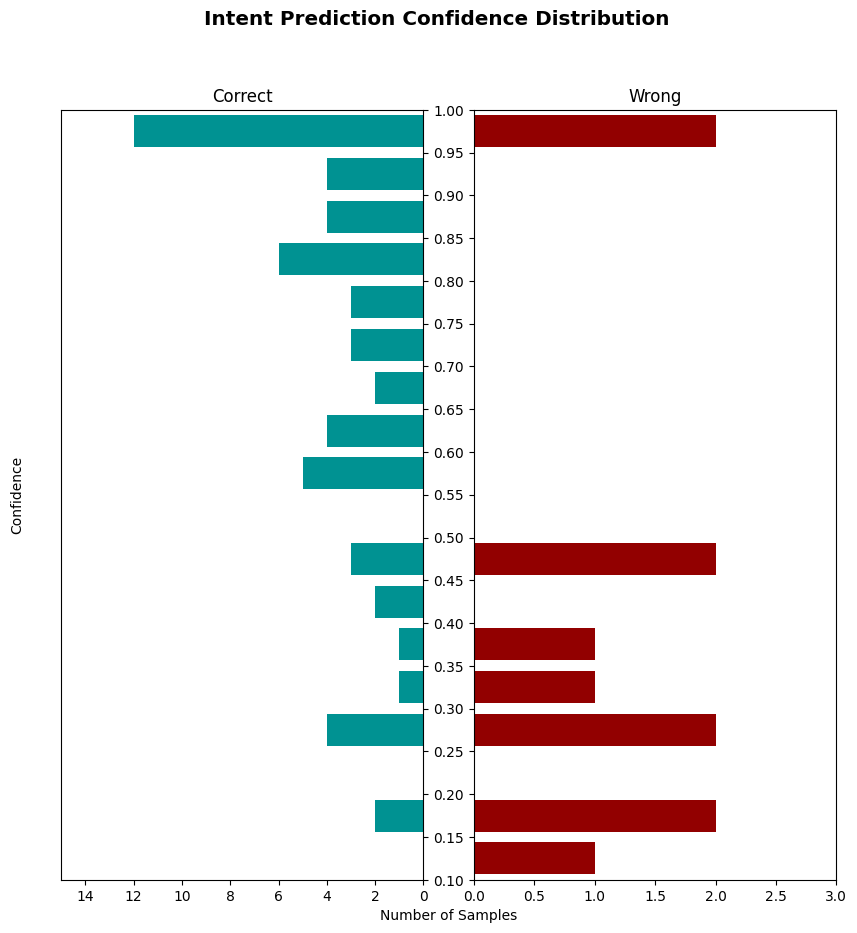 Intent Prediction Confidence Distribution
Correct
Wrong
1.00
0.95
0.90
0.85
0.80
0.75
0.70
0.65
0.60
0.55
0.50
0.45
0.40
0.35
0.30
0.25
0.20
0.15
0.10
Confidence
14 12 10 8 6 4 2 0
0.0 0.5 1.0 1.5 2.0 2.5 3.0
Number of Samples